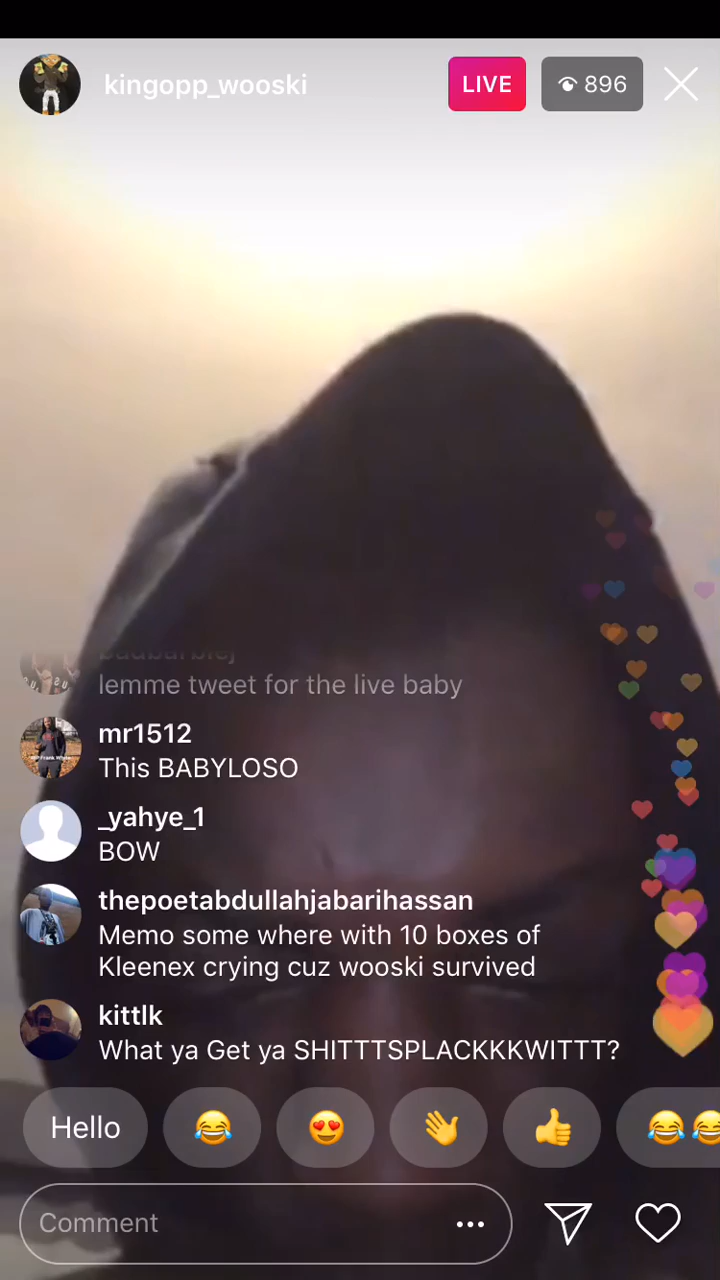 kingopp_wooski
LIVE
896
lemme tweet for the live baby
mr1512
This BABYLOSO
_yahye_1
BOW
thepoetabdullahjabarihassan
Memo some where with 10 boxes of
Kleenex crying cuz wooski survived
kittlk
What ya Get ya SHITTTSPLACKKKWITTT?
Hello
Comment